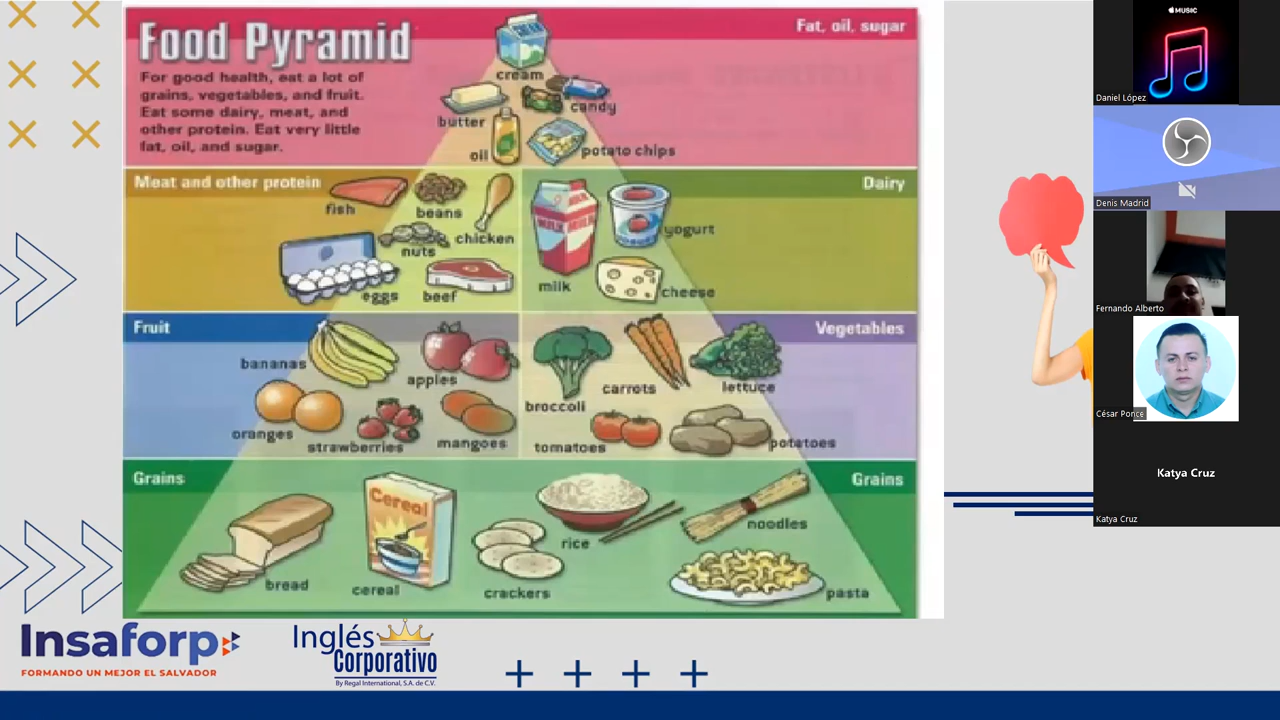 Food Pyramid
For good health, eat a lot of
grains, vegetables, and fruit.
Eat some dairy, meat, and
other protein. Eat very little
fat, oil, and sugar.
Fat, oil, sugar
cream
butter
candy
oil
potato chips
Meat and other protein
Dairy
fish
beans
chicken
nuts
eggs
beef
MILK
milk
yogurt
cheese
Fruit
Vegetables
bananas
apples
oranges
strawberries
mangoes
broccoli
carrots
lettuce
tomatoes
potatoes
Grains
Grains
Cereal
bread
cereal
crackers
rice
noodles
pasta
Insaforp
FORMANDO UN MEJOR EL SALVADOR
Inglés
Corporativo
By Regal International, S.A. de C.V.
MUSIC
Daniel López
Denis Madrid
Fernando Alberto
César Ponce
Katya Cruz
Katya Cruz